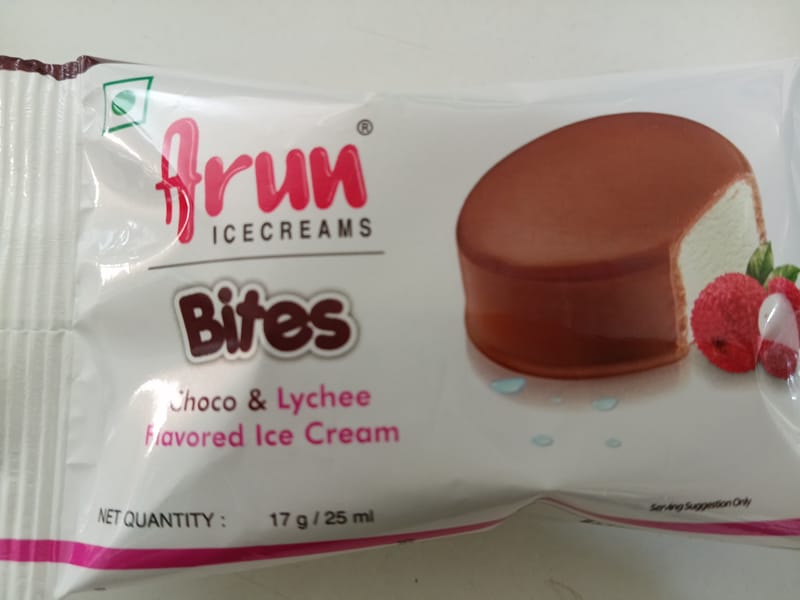 Arun®
ICECREAMS
Bites
Choco & Lychee
Flavored Ice Cream
NET QUANTITY : 17 g / 25 ml
Serving Suggestion Only